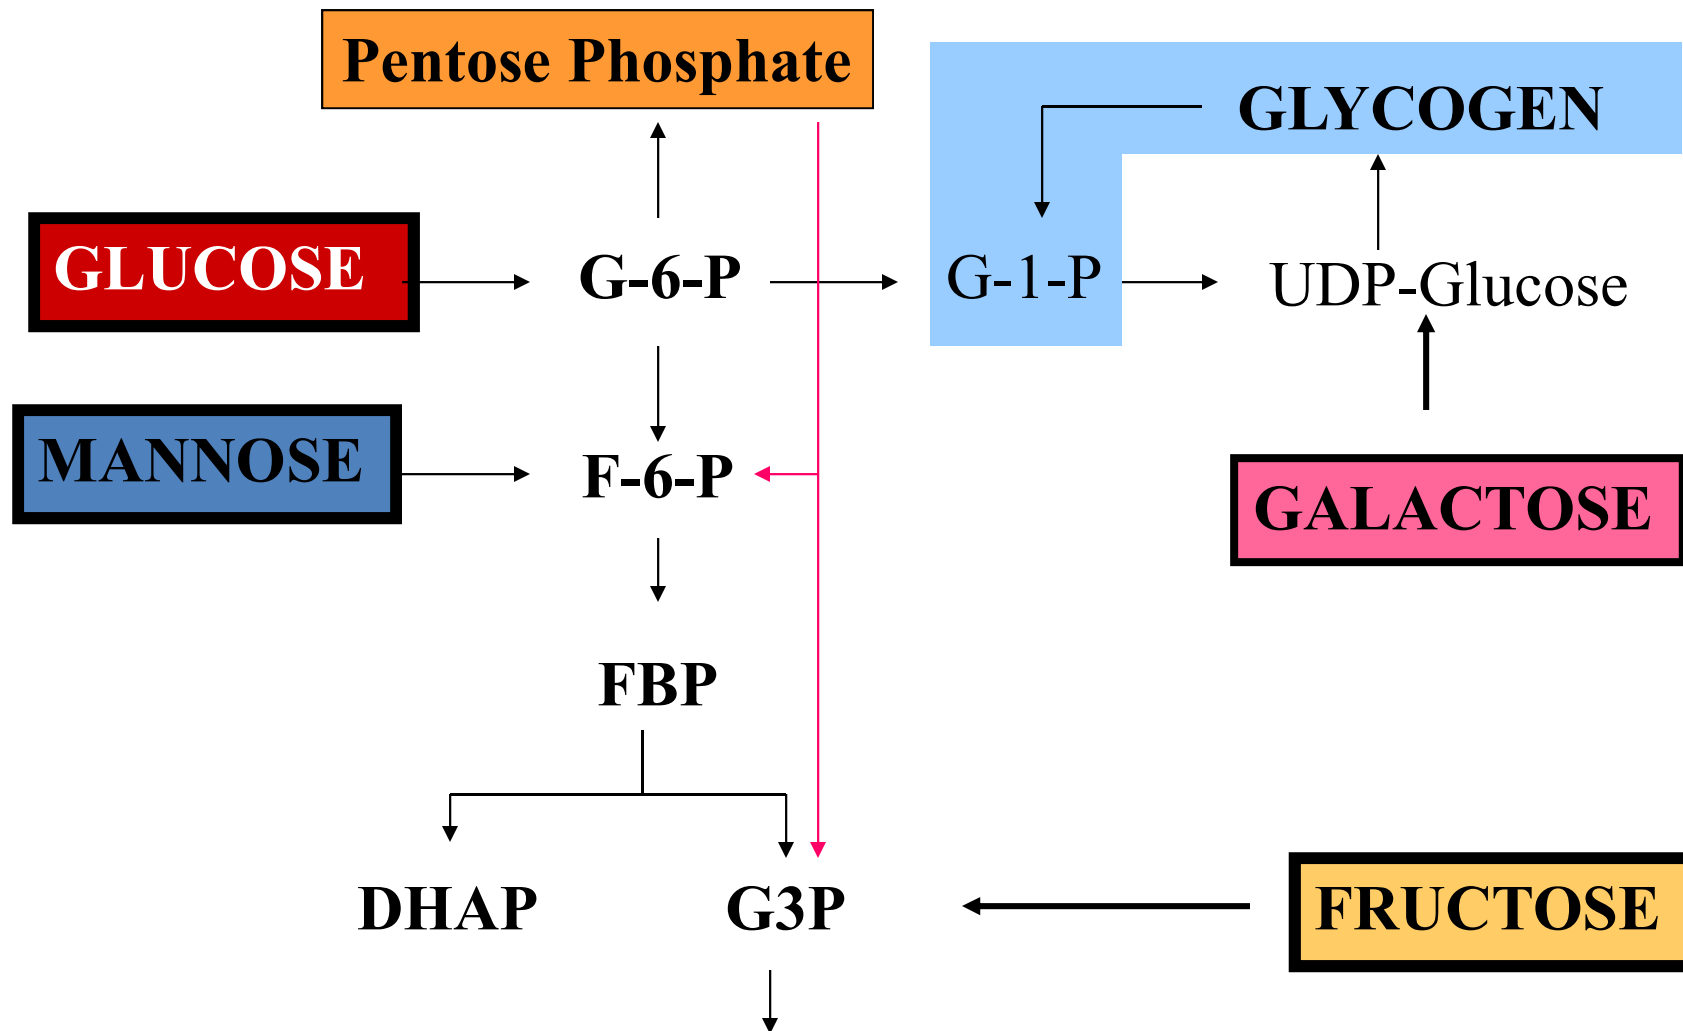 Pentose Phosphate
GLYCOGEN
GLUCOSE
G-6-P
G-1-P
UDP-Glucose
MANNOSE
F-6-P
GALACTOSE
FBP
DHAP
G3P
FRUCTOSE